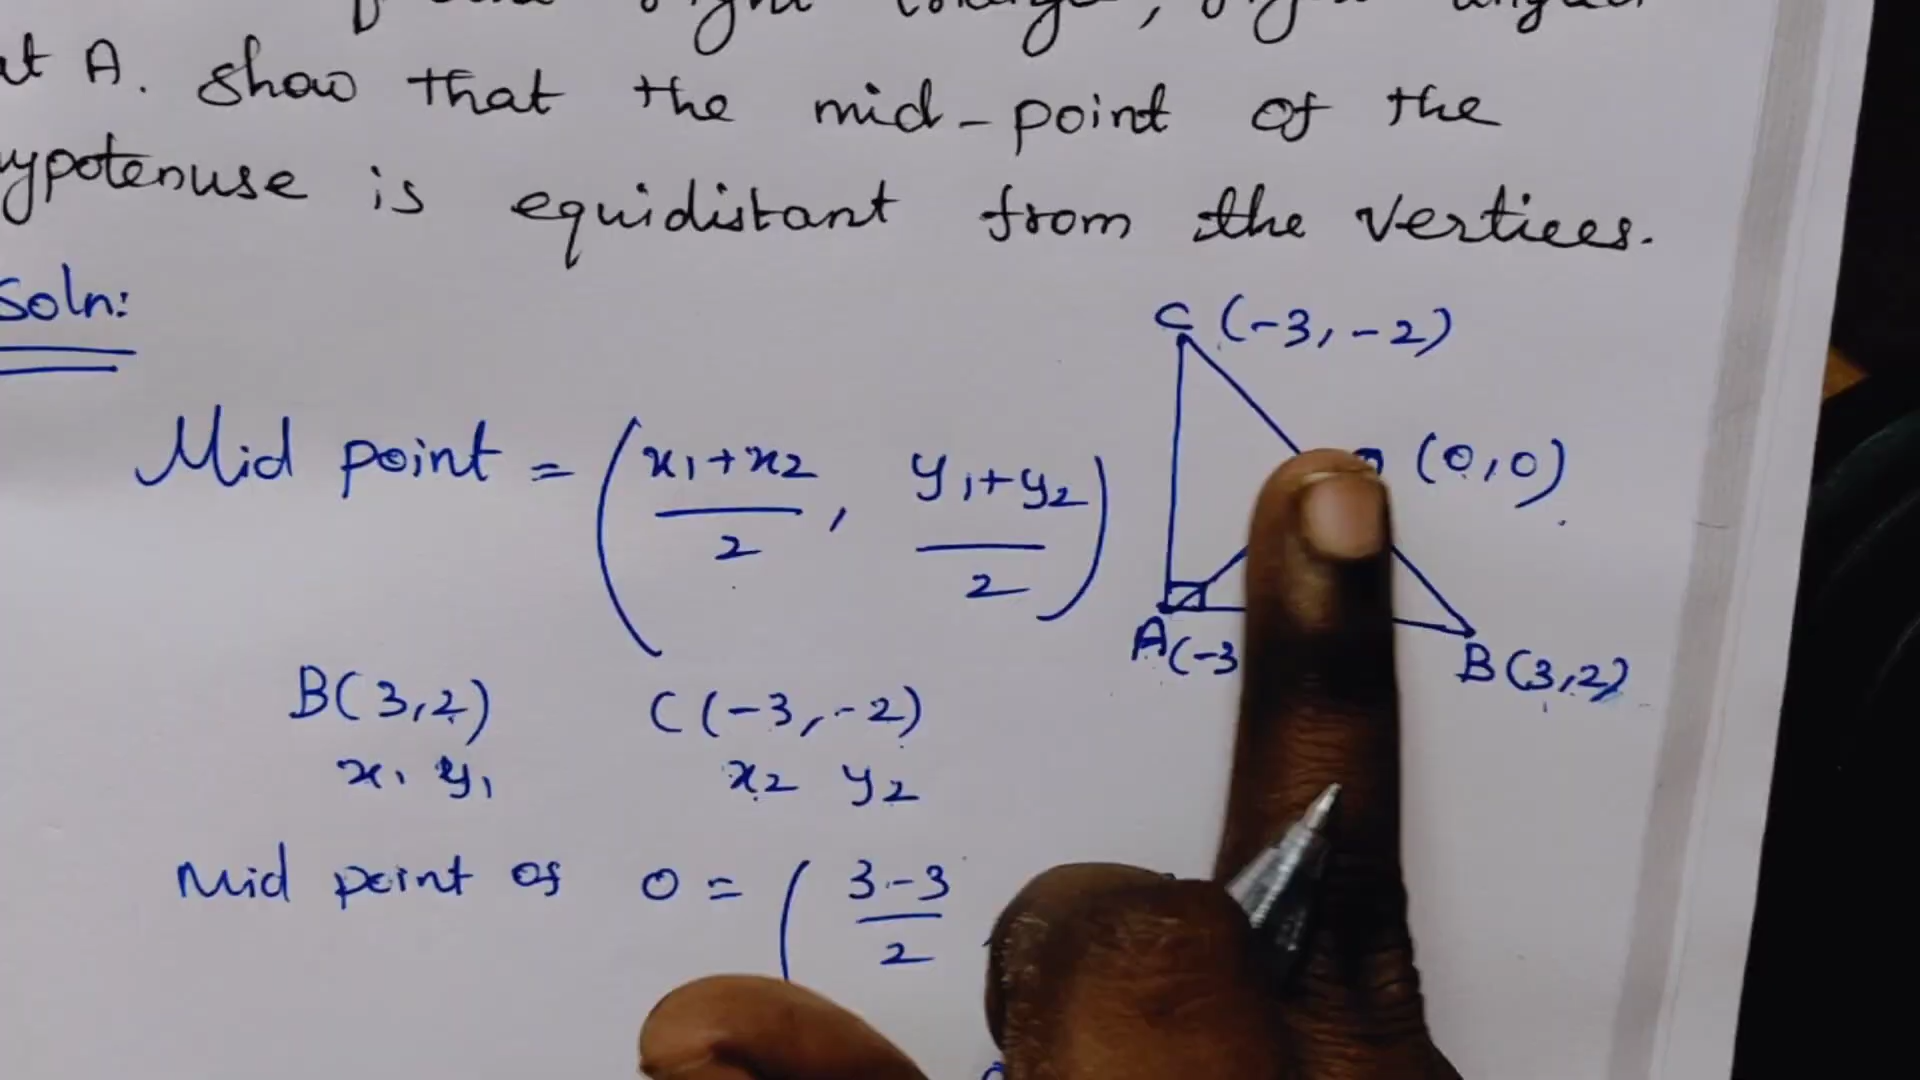 at A. show that the mid-point of the
ypotenuse is equidistant from the vertices.
Soln:
C (-3, -2)
Mid point = (x1+x2/2, y1+y2/2)
(0,0)
A(-3
B(3,2)
B(3,2) C(-3,-2)
x1 y1 x2 y2
Mid point of O = (3-3/2